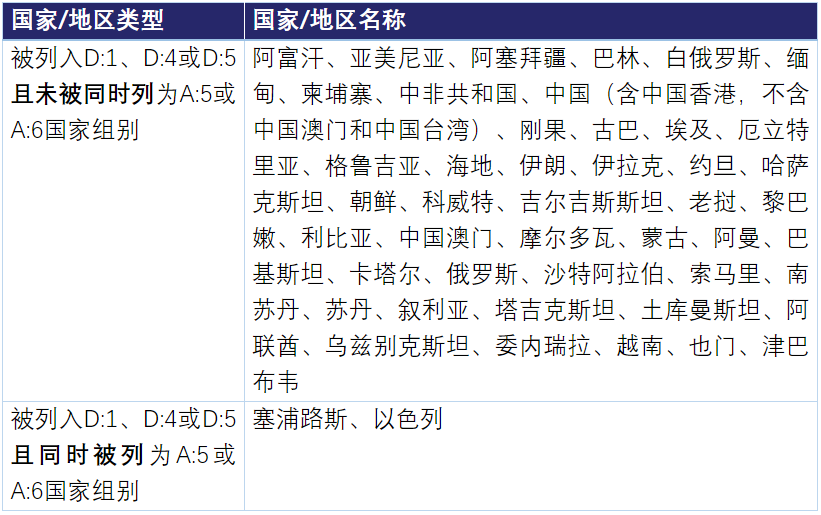 国家/地区类型
国家/地区名称
被列入D:1、D:4或D:5
且未被同时列为A:5或
A:6国家组别
阿富汗、亚美尼亚、阿塞拜疆、巴林、白俄罗斯、缅
甸、柬埔寨、中非共和国、中国（含中国香港，不含
中国澳门和中国台湾）、刚果、古巴、埃及、厄立特
里亚、格鲁吉亚、海地、伊朗、伊拉克、约旦、哈萨
克斯坦、朝鲜、科威特、吉尔吉斯斯坦、老挝、黎巴
嫩、利比亚、中国澳门、摩尔多瓦、蒙古、阿曼、巴
基斯坦、卡塔尔、俄罗斯、沙特阿拉伯、索马里、南
苏丹、苏丹、叙利亚、塔吉克斯坦、土库曼斯坦、阿
联酋、乌兹别克斯坦、委内瑞拉、越南、也门、津巴
布韦
被列入D:1、D:4或D:5
且同时被列为A:5或
A:6国家组别
塞浦路斯、以色列